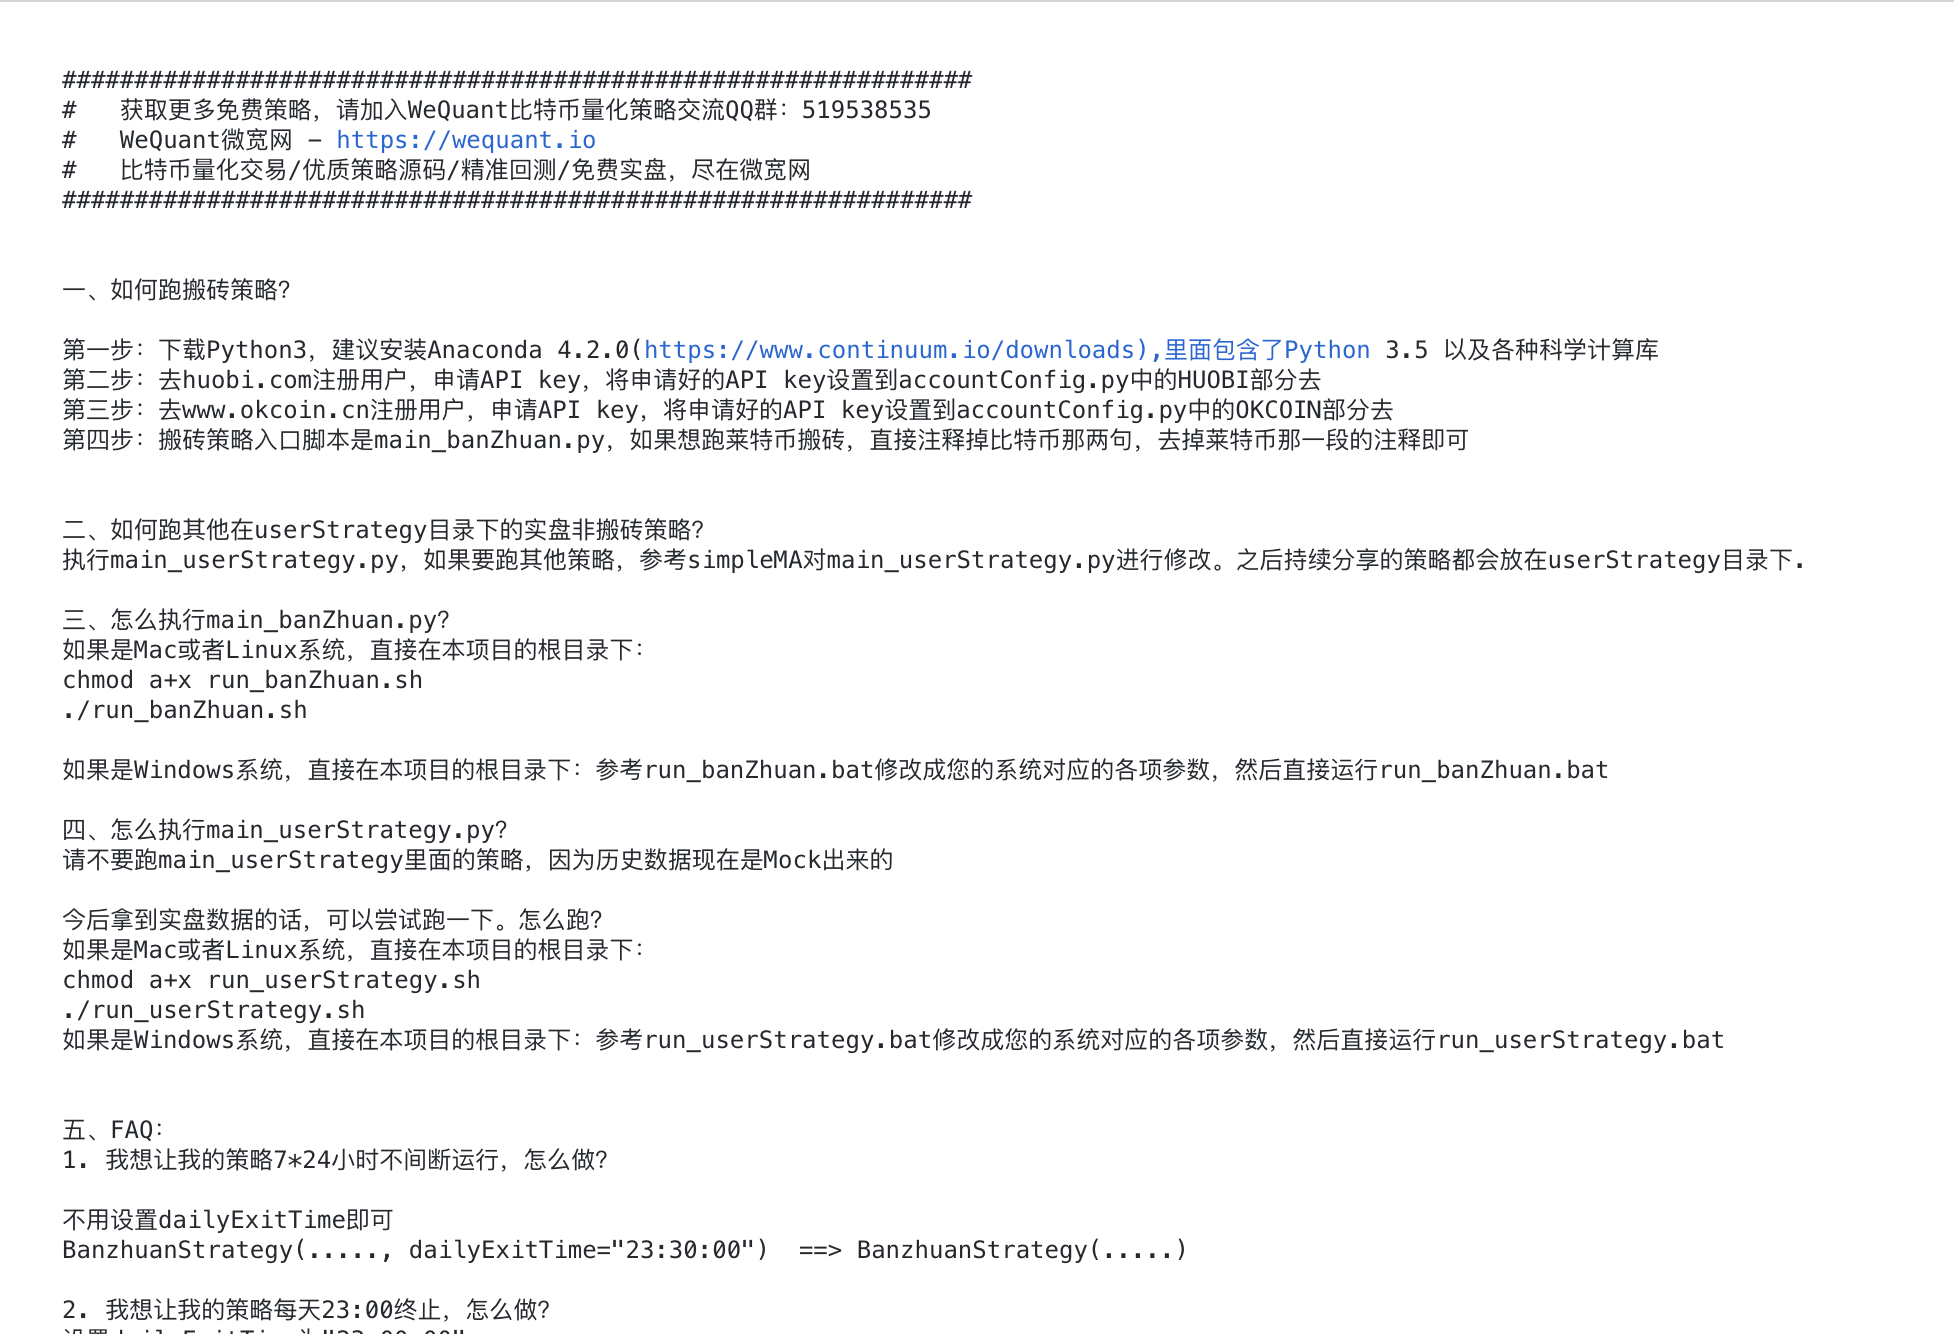 ###############################################################
#   获取更多免费策略，请加入WeQuant比特币量化策略交流QQ群：519538535
#   WeQuant微宽网 - https://wequant.io
#   比特币量化交易/优质策略源码/精准回测/免费实盘，尽在微宽网
###############################################################
一、如何跑搬砖策略？
第一步：下载Python3，建议安装Anaconda 4.2.0(https://www.continuum.io/downloads),里面包含了Python 3.5 以及各种科学计算库
第二步：去huobi.com注册用户，申请API key，将申请好的API key设置到accountConfig.py中的HUOBI部分去
第三步：去www.okcoin.cn注册用户，申请API key，将申请好的API key设置到accountConfig.py中的OKCOIN部分去
第四步：搬砖策略入口脚本是main_banZhuan.py，如果想跑莱特币搬砖，直接注释掉比特币那两句，去掉莱特币那一段的注释即可
二、如何跑其他在userStrategy目录下的实盘非搬砖策略？
执行main_userStrategy.py，如果要跑其他策略，参考simpleMA对main_userStrategy.py进行修改。之后持续分享的策略都会放在userStrategy目录下.
三、怎么执行main_banZhuan.py？
如果是Mac或者Linux系统，直接在本项目的根目录下：
chmod a+x run_banZhuan.sh
./run_banZhuan.sh
如果是Windows系统，直接在本项目的根目录下：参考run_banZhuan.bat修改成您的系统对应的各项参数，然后直接运行run_banZhuan.bat
四、怎么执行main_userStrategy.py？
请不要跑main_userStrategy里面的策略，因为历史数据现在是Mock出来的
今后拿到实盘数据的话，可以尝试跑一下。怎么跑？
如果是Mac或者Linux系统，直接在本项目的根目录下：
chmod a+x run_userStrategy.sh
./run_userStrategy.sh
如果是Windows系统，直接在本项目的根目录下：参考run_userStrategy.bat修改成您的系统对应的各项参数，然后直接运行run_userStrategy.bat
五、FAQ：
1. 我想让我的策略7*24小时不间断运行，怎么做？
不用设置dailyExitTime即可
BanzhuanStrategy(....., dailyExitTime="23:30:00")  ==> BanzhuanStrategy(.....)
2. 我想让我的策略每天23:00终止，怎么做？